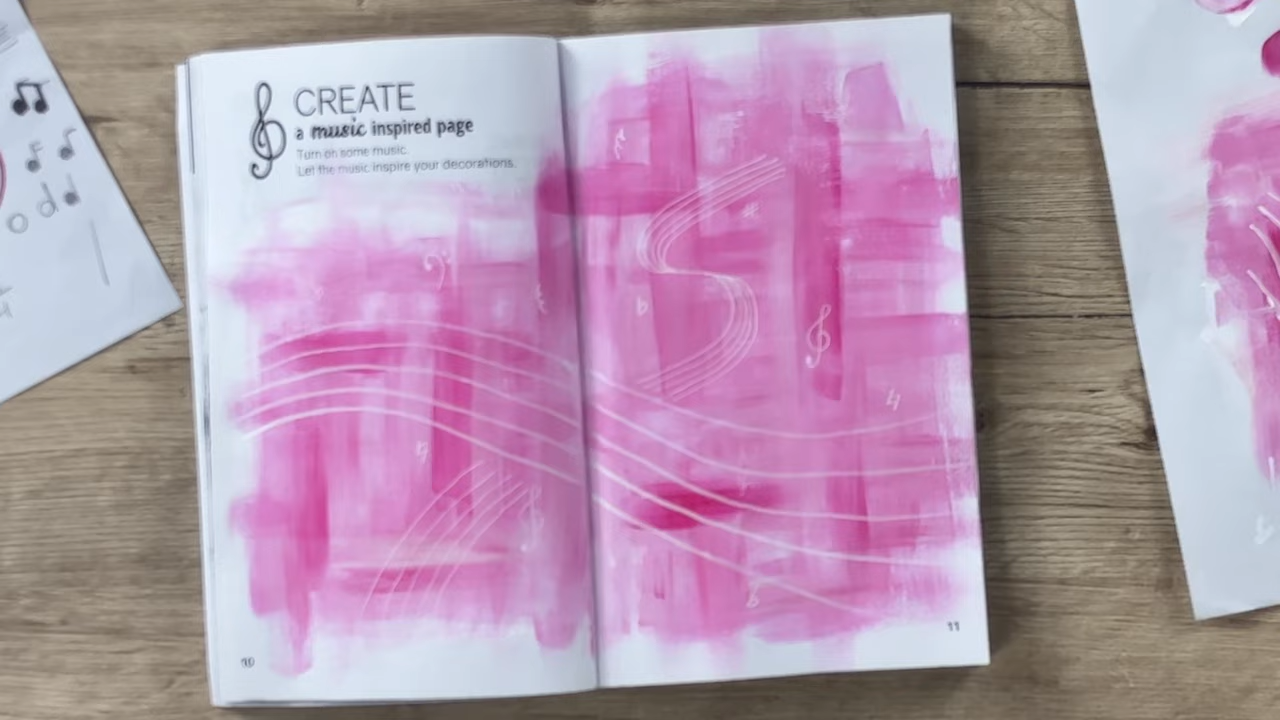 CREATE
a music inspired page
Turn on some music.
Let the music inspire your decorations.
10
11